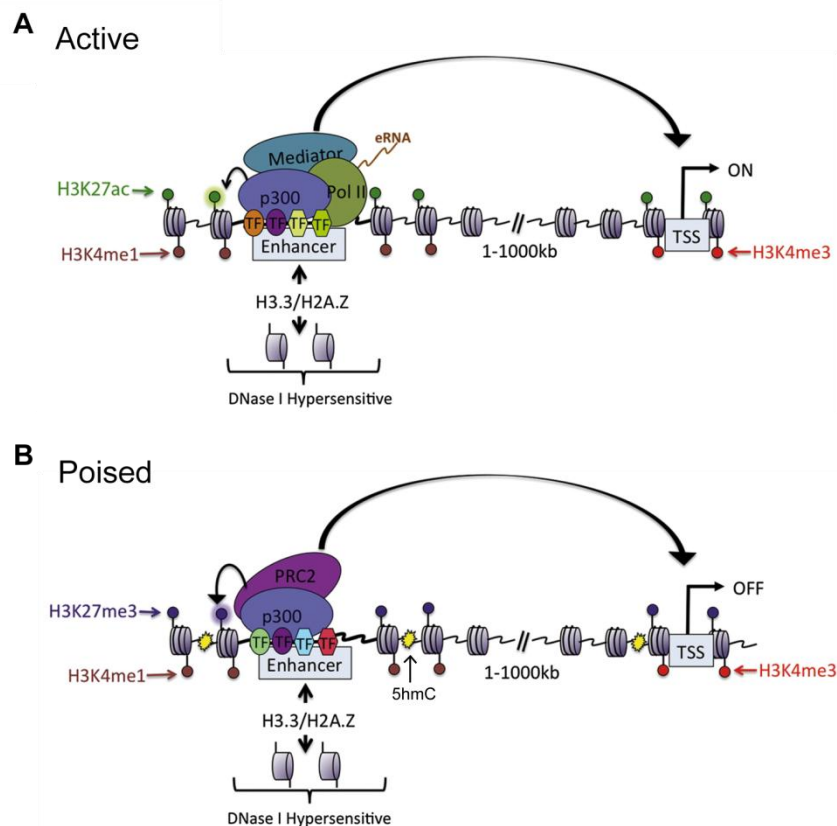 A
Active
eRNA
Mediator
H3K27ac
p300
Pol II
ON
TF TF TF TF
Enhancer
TSS
H3K4me1
1-1000kb
H3K4me3
H3.3/H2A.Z
DNase I Hypersensitive
B
Poised
PRC2
OFF
H3K27me3
p300
TF TF TF TF
Enhancer
TSS
H3K4me1
1-1000kb
H3K4me3
5hmC
H3.3/H2A.Z
DNase I Hypersensitive